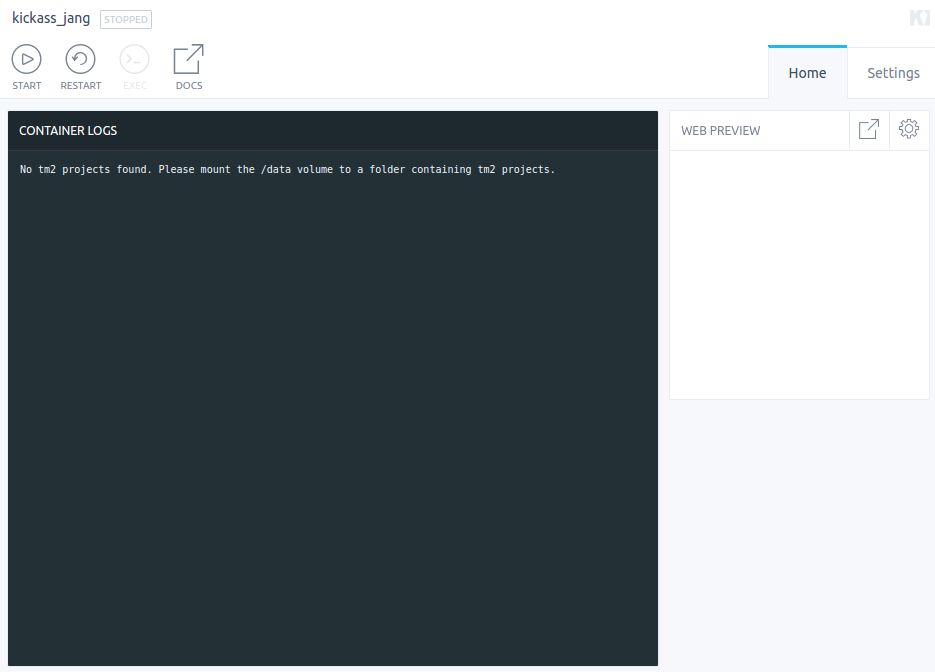 kickass_jang STOPPED
START RESTART EXEC DOCS
Home Settings
CONTAINER LOGS
No tm2 projects found. Please mount the /data volume to a folder containing tm2 projects.
WEB PREVIEW